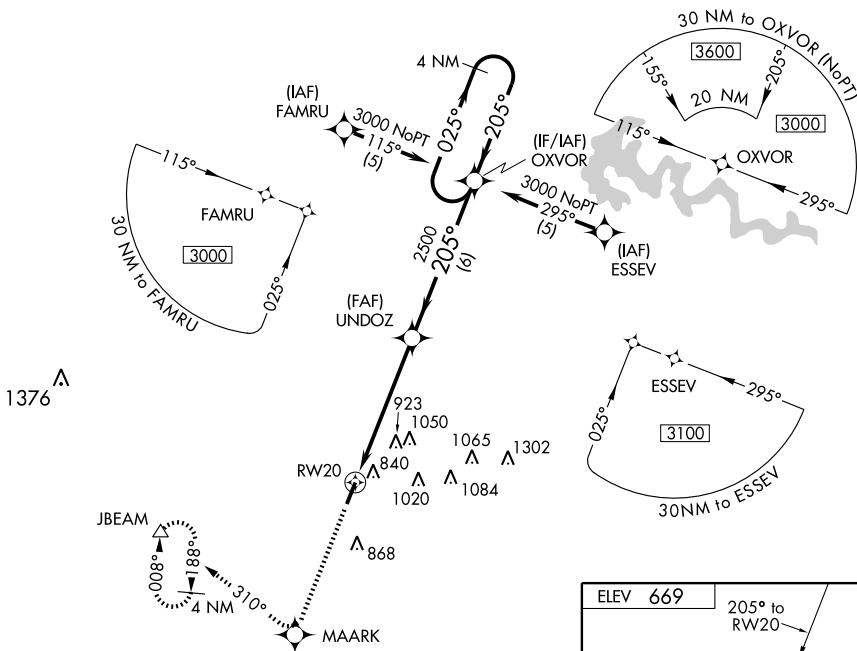 30 NM to OXVOR (NoPT)
3600
155°
205°
20 NM
3000
115°
OXVOR
295°
4 NM
(IAF)
FAMRU
3000 NoPT
115°
(5)
025°
205°
(IF/IAF)
OXVOR
3000 NoPT
295°
(5)
(IAF)
ESSEV
115°
FAMRU
3000
025°
30 NM to FAMRU
2500
205°
(6)
(FAF)
UNDOZ
1376
923
1050
1065
1302
RW20
840
1020
1084
868
ESSEV
295°
025°
3100
30NM to ESSEV
JBEAM
008°
188°
4 NM
310°
MAARK
ELEV 669
205° to
RW20